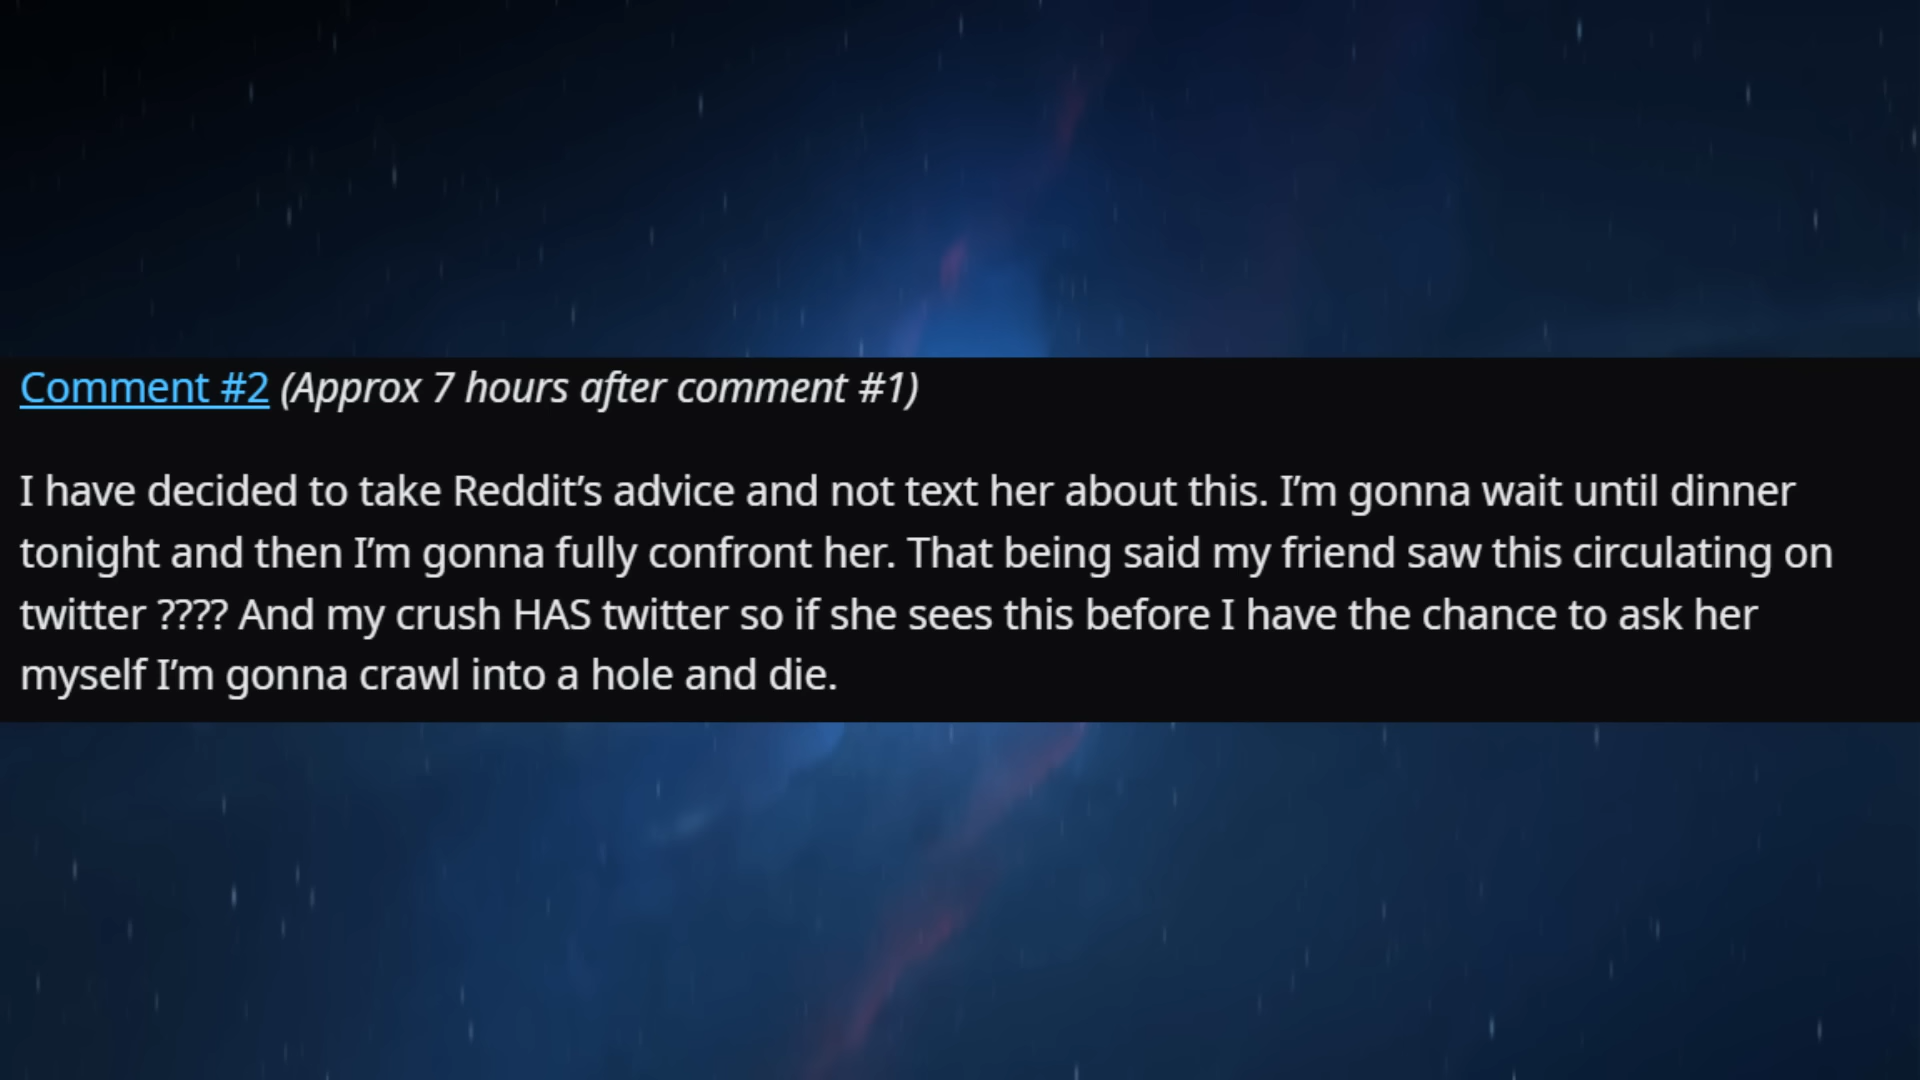 Comment #2 (Approx 7 hours after comment #1)
I have decided to take Reddit’s advice and not text her about this. I’m gonna wait until dinner
tonight and then I’m gonna fully confront her. That being said my friend saw this circulating on
twitter ???? And my crush HAS twitter so if she sees this before I have the chance to ask her
myself I’m gonna crawl into a hole and die.